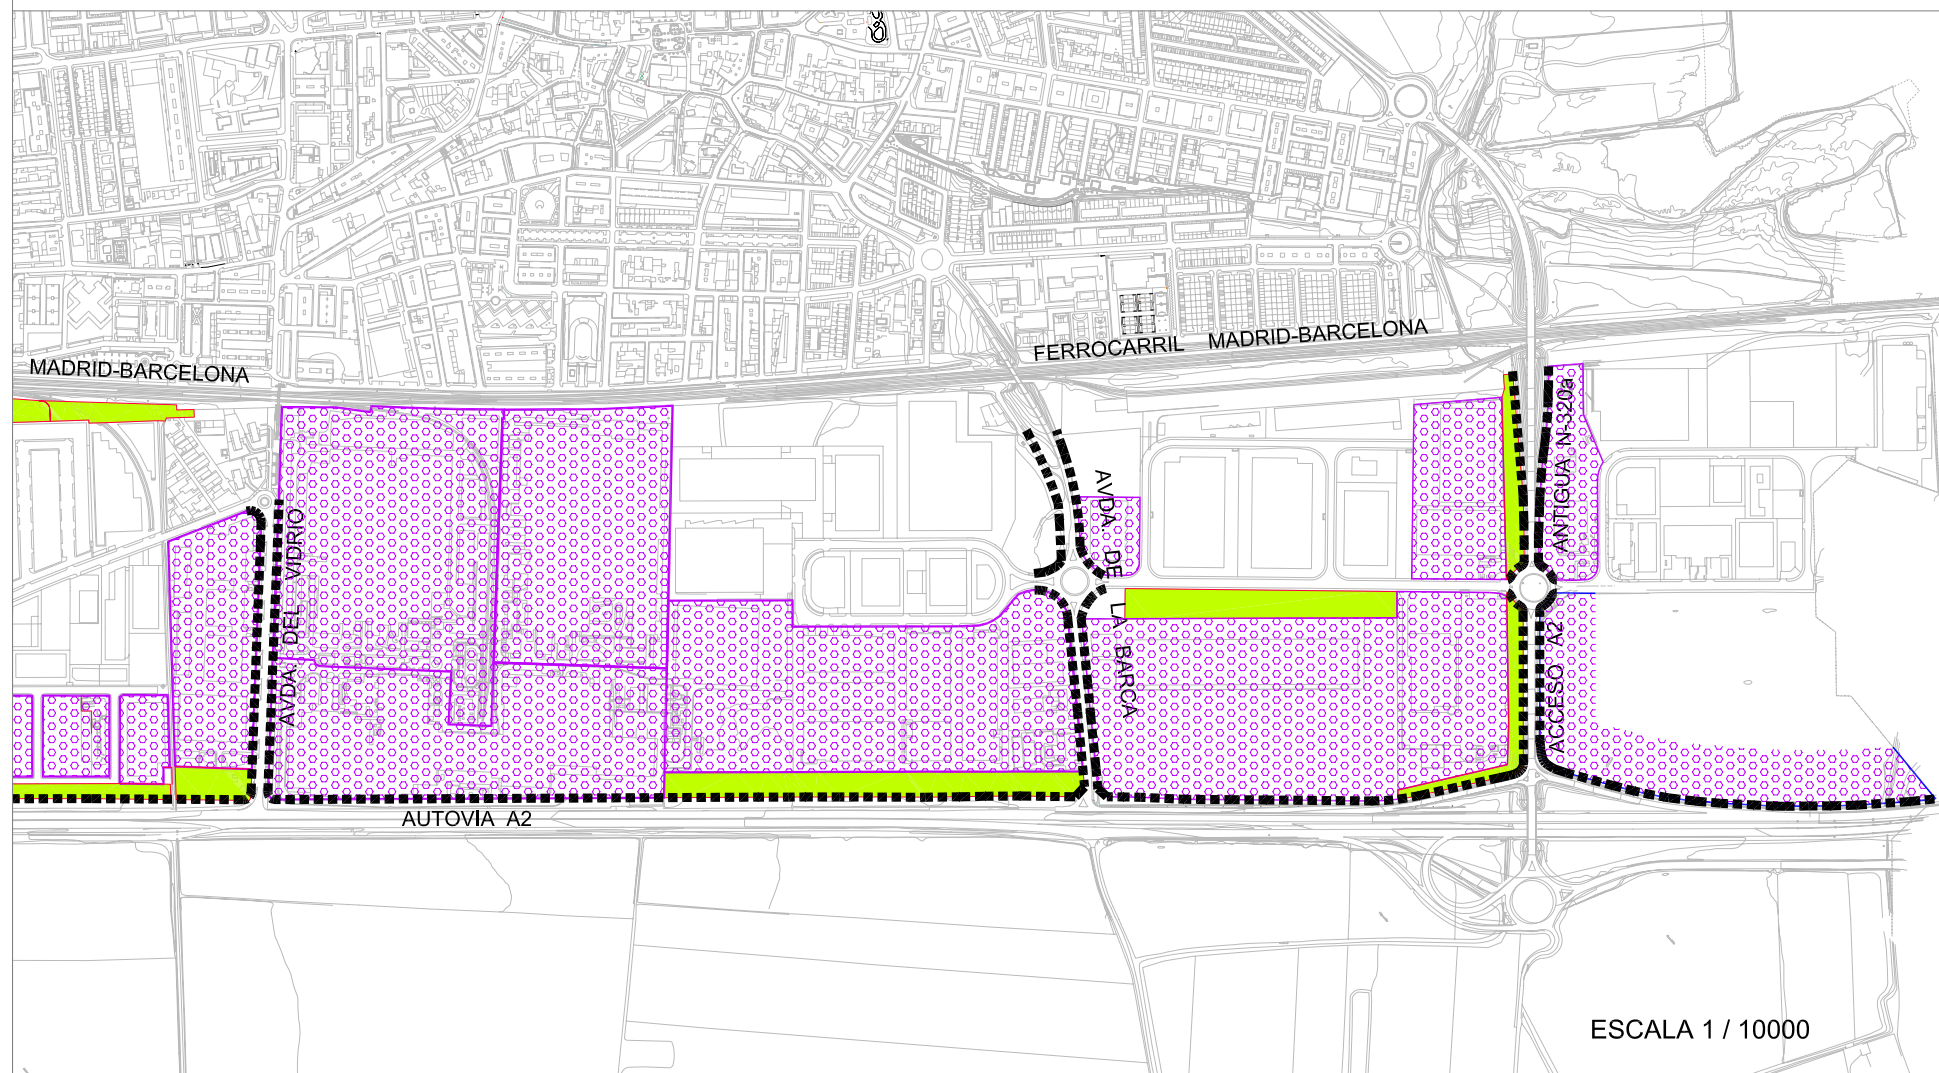 MADRID-BARCELONA
FERROCARRIL MADRID-BARCELONA
AVDA. DEL VIDRIO
AVDA. DE LA BARCA
ANTIGUA N-320a
ACCESO A2
AUTOVIA A2
ESCALA 1 / 10000